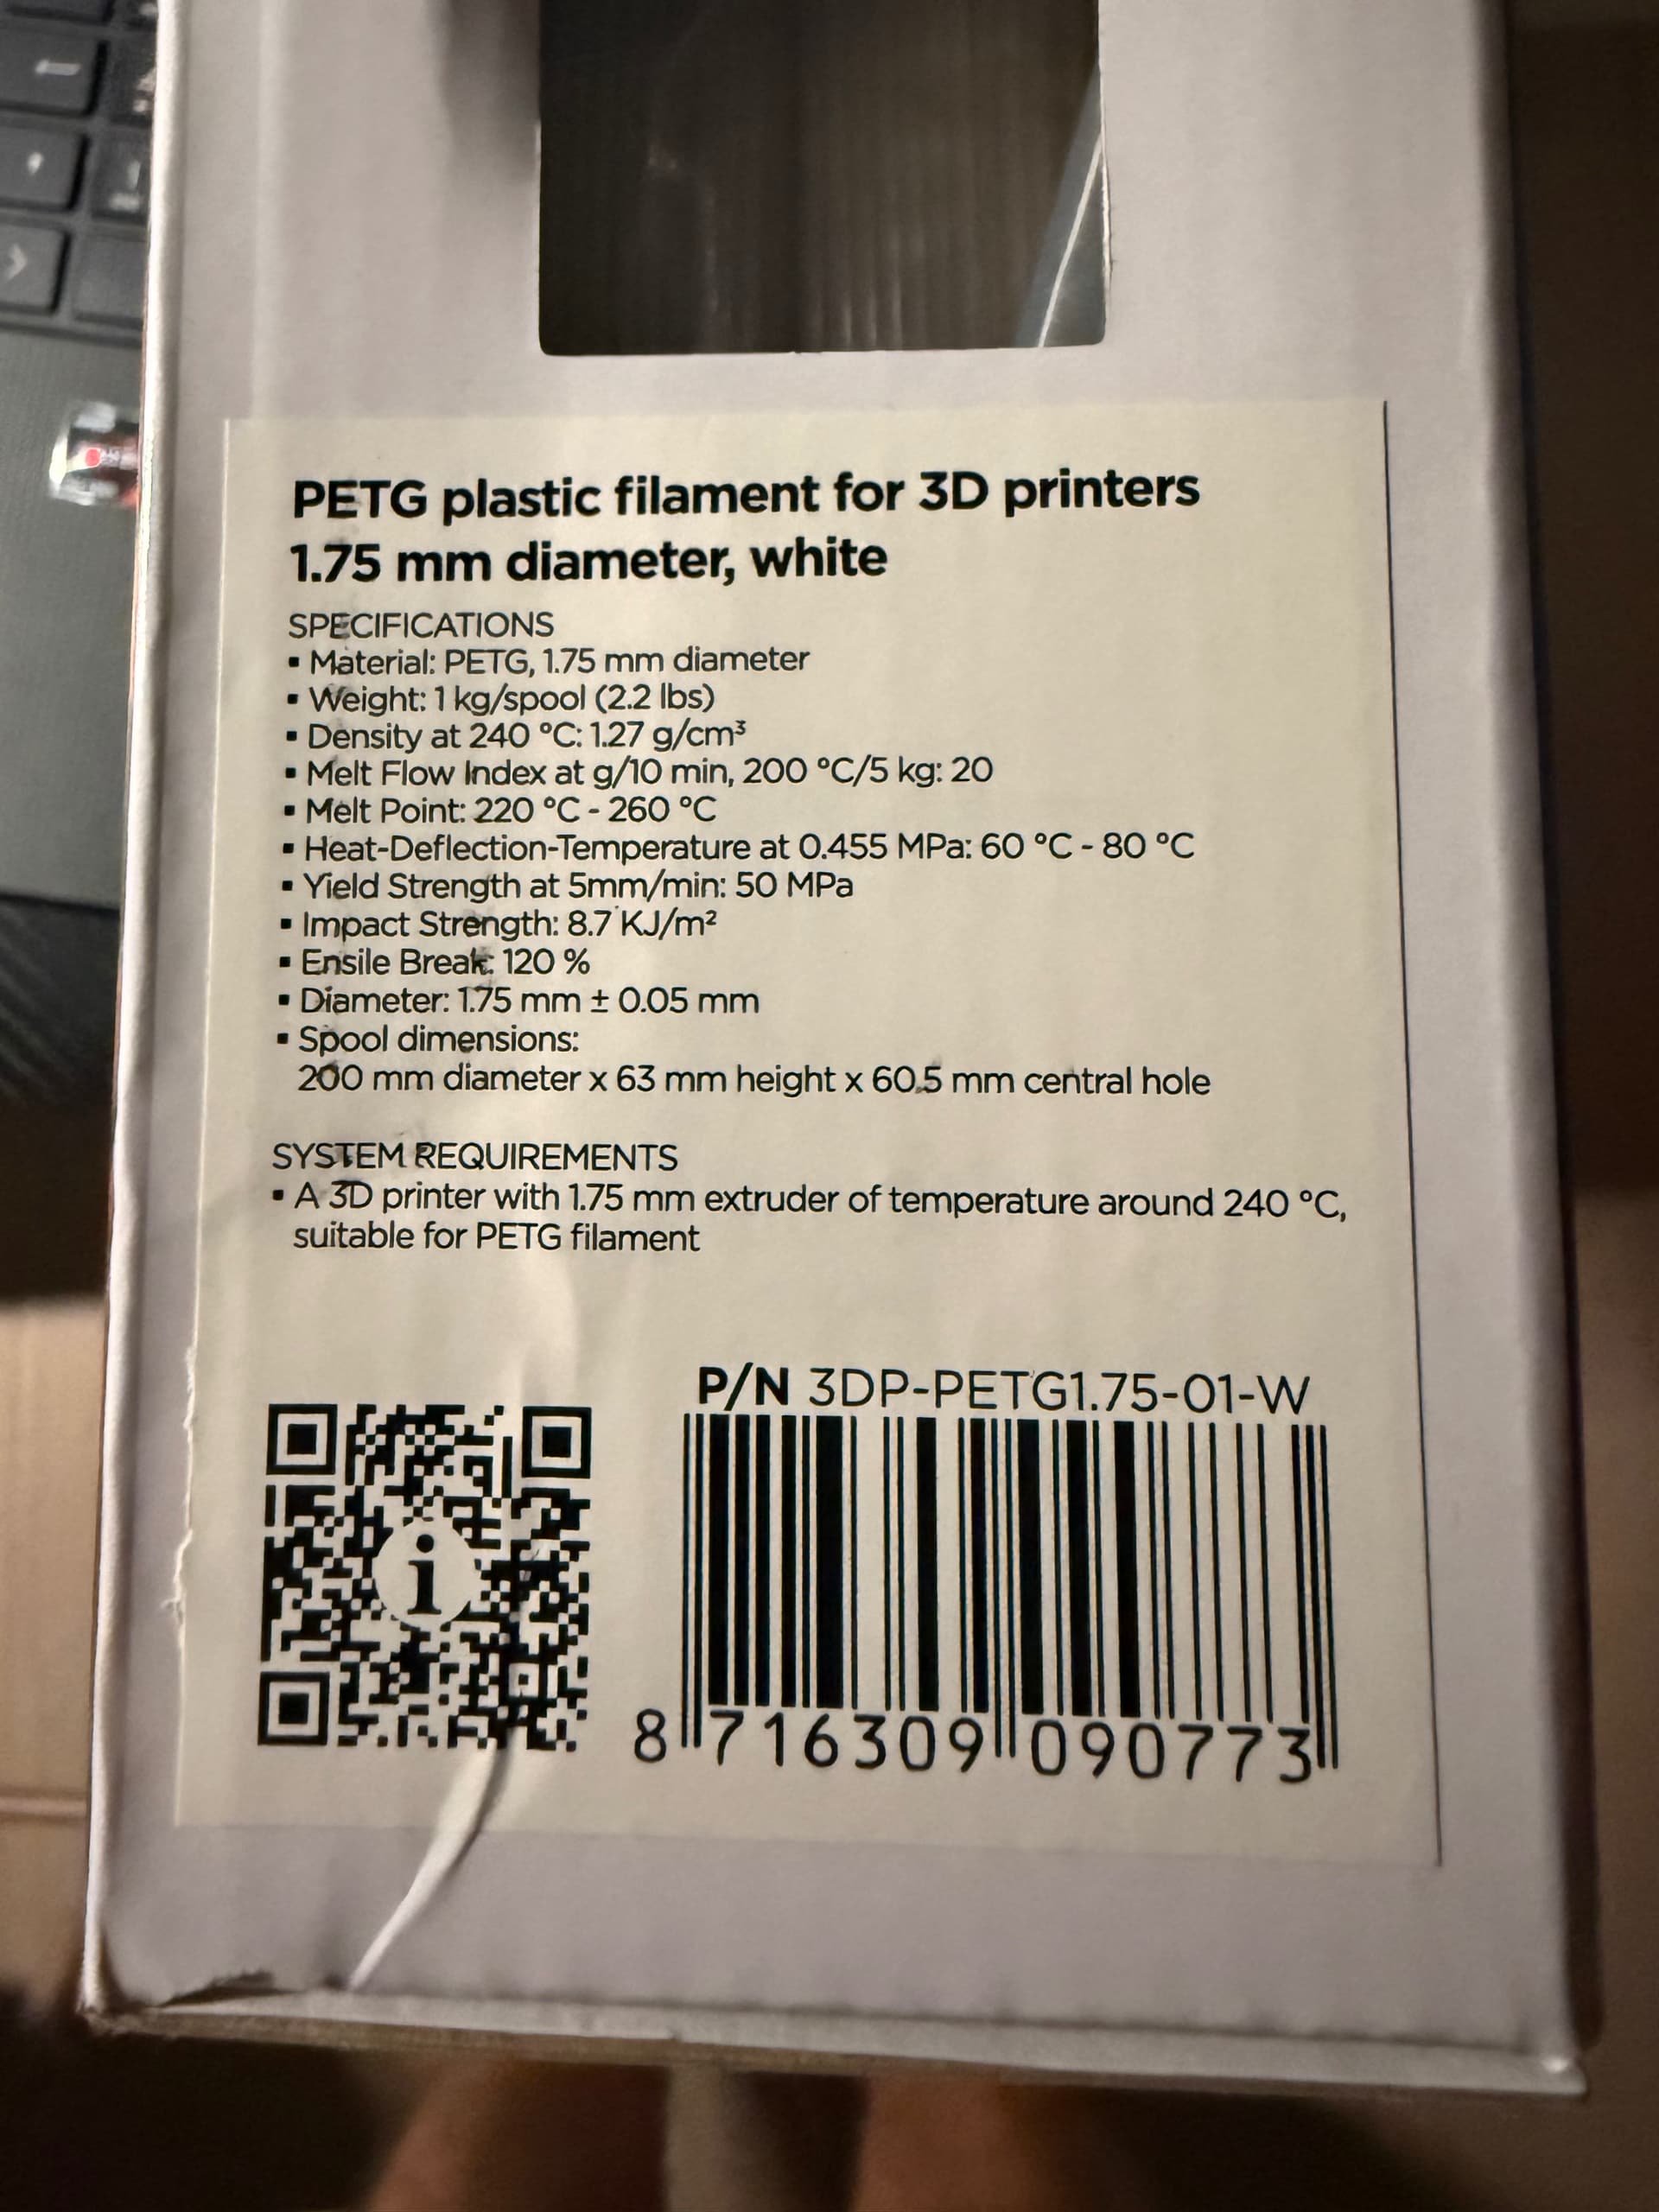 PETG plastic filament for 3D printers
1.75 mm diameter, white
SPECIFICATIONS
▪ Material: PETG, 1.75 mm diameter
▪ Weight: 1 kg/spool (2.2 lbs)
▪ Density at 240 °C: 1.27 g/cm³
▪ Melt Flow Index at g/10 min, 200 °C/5 kg: 20
▪ Melt Point: 220 °C - 260 °C
▪ Heat-Deflection-Temperature at 0.455 MPa: 60 °C - 80 °C
▪ Yield Strength at 5mm/min: 50 MPa
▪ Impact Strength: 8.7 KJ/m²
▪ Ensile Break: 120 %
▪ Diameter: 1.75 mm ± 0.05 mm
▪ Spool dimensions:
200 mm diameter x 63 mm height x 60.5 mm central hole
SYSTEM REQUIREMENTS
▪ A 3D printer with 1.75 mm extruder of temperature around 240 °C,
suitable for PETG filament
P/N 3DP-PETG1.75-01-W
i
8 716309 090773